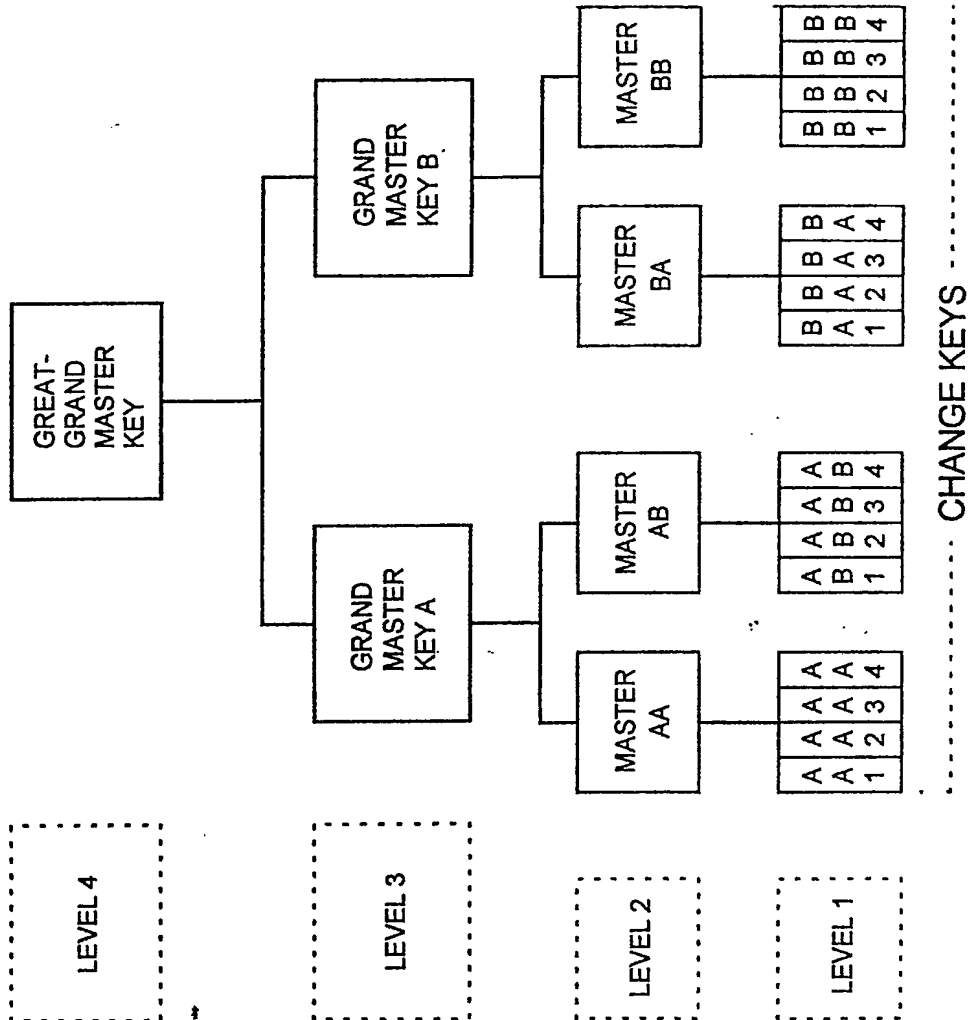 LEVEL 4
GREAT-
GRAND
MASTER
KEY
LEVEL 3
GRAND
MASTER
KEY A
GRAND
MASTER
KEY B
LEVEL 2
MASTER
AA
MASTER
AB
MASTER
BA
MASTER
BB
LEVEL 1
A A A A
A A A A
1 2 3 4
A A A A
B B B B
1 2 3 4
B B B B
A A A A
1 2 3 4
B B B B
B B B B
1 2 3 4
CHANGE KEYS